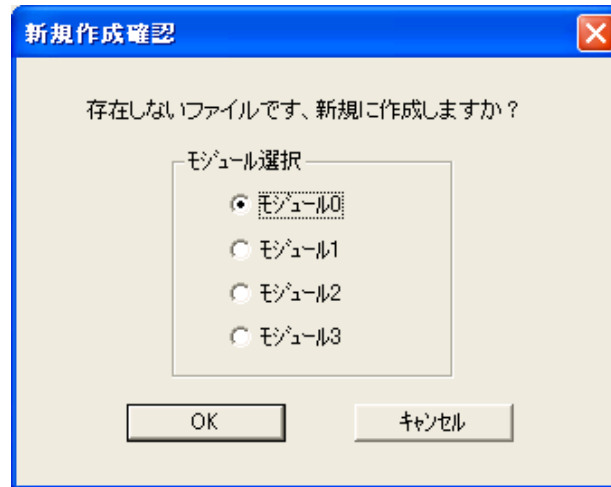 新規作成確認
存在しないファイルです、新規に作成しますか？
ﾓｼﾞｭｰﾙ選択
ﾓｼﾞｭｰﾙ0
ﾓｼﾞｭｰﾙ1
ﾓｼﾞｭｰﾙ2
ﾓｼﾞｭｰﾙ3
OK
ｷｬﾝｾﾙ